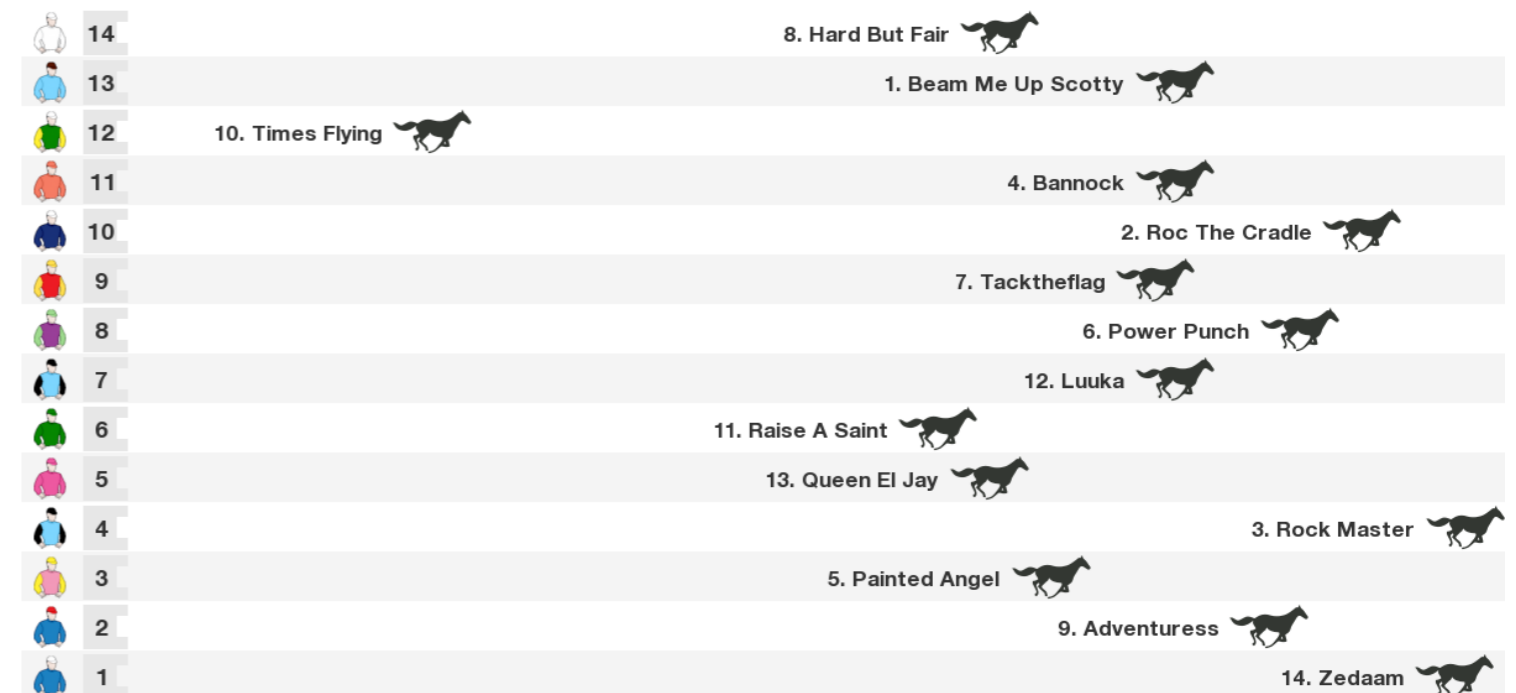 14 8. Hard But Fair
13 1. Beam Me Up Scotty
12 10. Times Flying
11 4. Bannock
10 2. Roc The Cradle
9 7. Tacktheflag
8 6. Power Punch
7 12. Luuka
6 11. Raise A Saint
5 13. Queen El Jay
4 3. Rock Master
3 5. Painted Angel
2 9. Adventuress
1 14. Zedaam